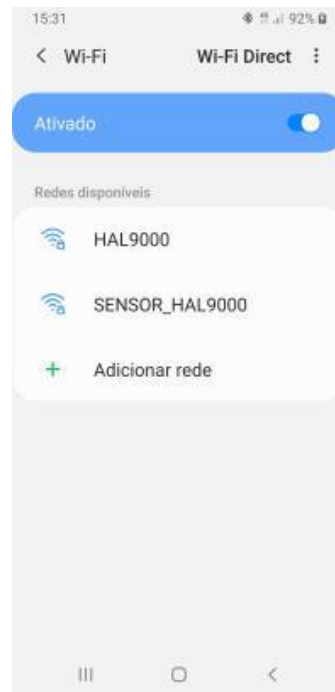 15:31 92%
Wi-Fi Wi-Fi Direct
Ativado
Redes disponíveis
HAL9000
SENSOR_HAL9000
Adicionar rede